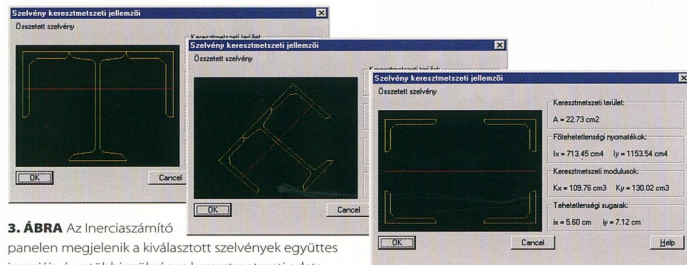 Szelvény keresztmetszeti jellemzői
Összetett szelvény
OK
Cancel
Szelvény keresztmetszeti jellemzői
Összetett szelvény
OK
Cancel
Szelvény keresztmetszeti jellemzői
Összetett szelvény
Keresztmetszeti terület:
A = 22.73 cm2
Főtehetetlenségi nyomatékok:
Ix = 713.45 cm4 Iy = 1153.54 cm4
Keresztmetszeti modulusok:
Kx = 109.76 cm3 Ky = 130.02 cm3
Tehetetlenségi sugarak:
ix = 5.60 cm iy = 7.12 cm
OK
Cancel
Help
3. ÁBRA Az Inerciaszámító
panelen megjelenik a kiválasztott szelvények együttes